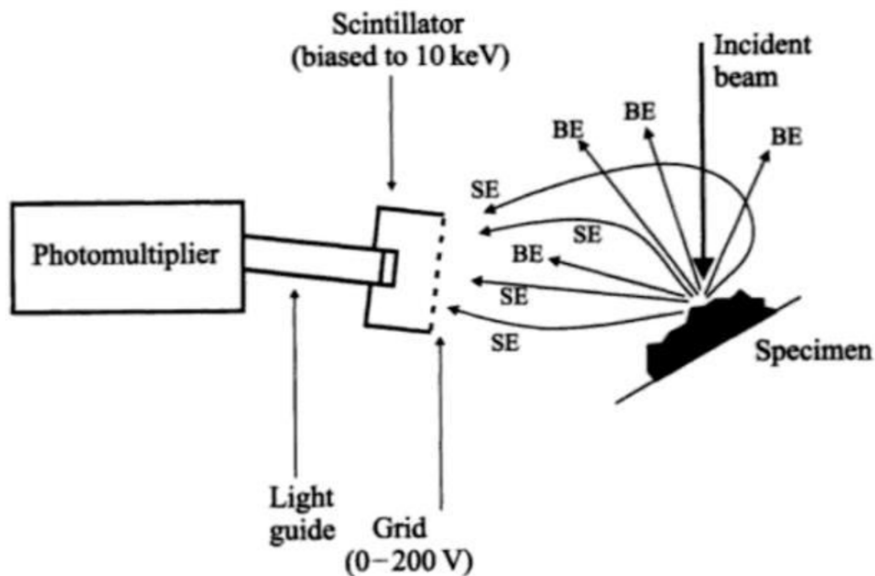 Scintillator
(biased to 10 keV)
Incident
beam
BE
BE
BE
SE
SE
BE
SE
SE
Photomultiplier
Specimen
Light
guide
Grid
(0–200 V)